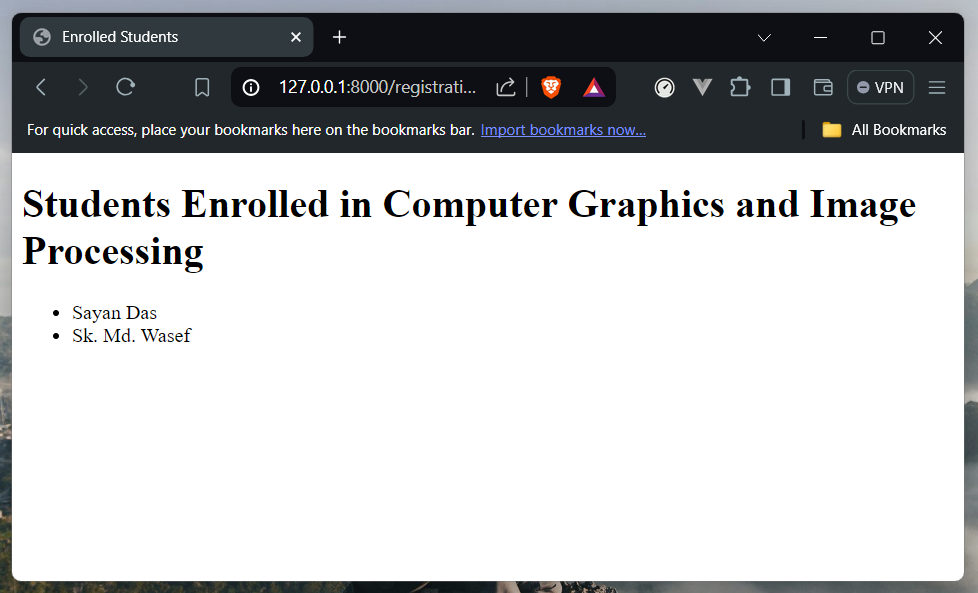 Enrolled Students
127.0.0.1:8000/registrati...
VPN
For quick access, place your bookmarks here on the bookmarks bar. Import bookmarks now...
All Bookmarks
Students Enrolled in Computer Graphics and Image
Processing
Sayan Das
Sk. Md. Wasef